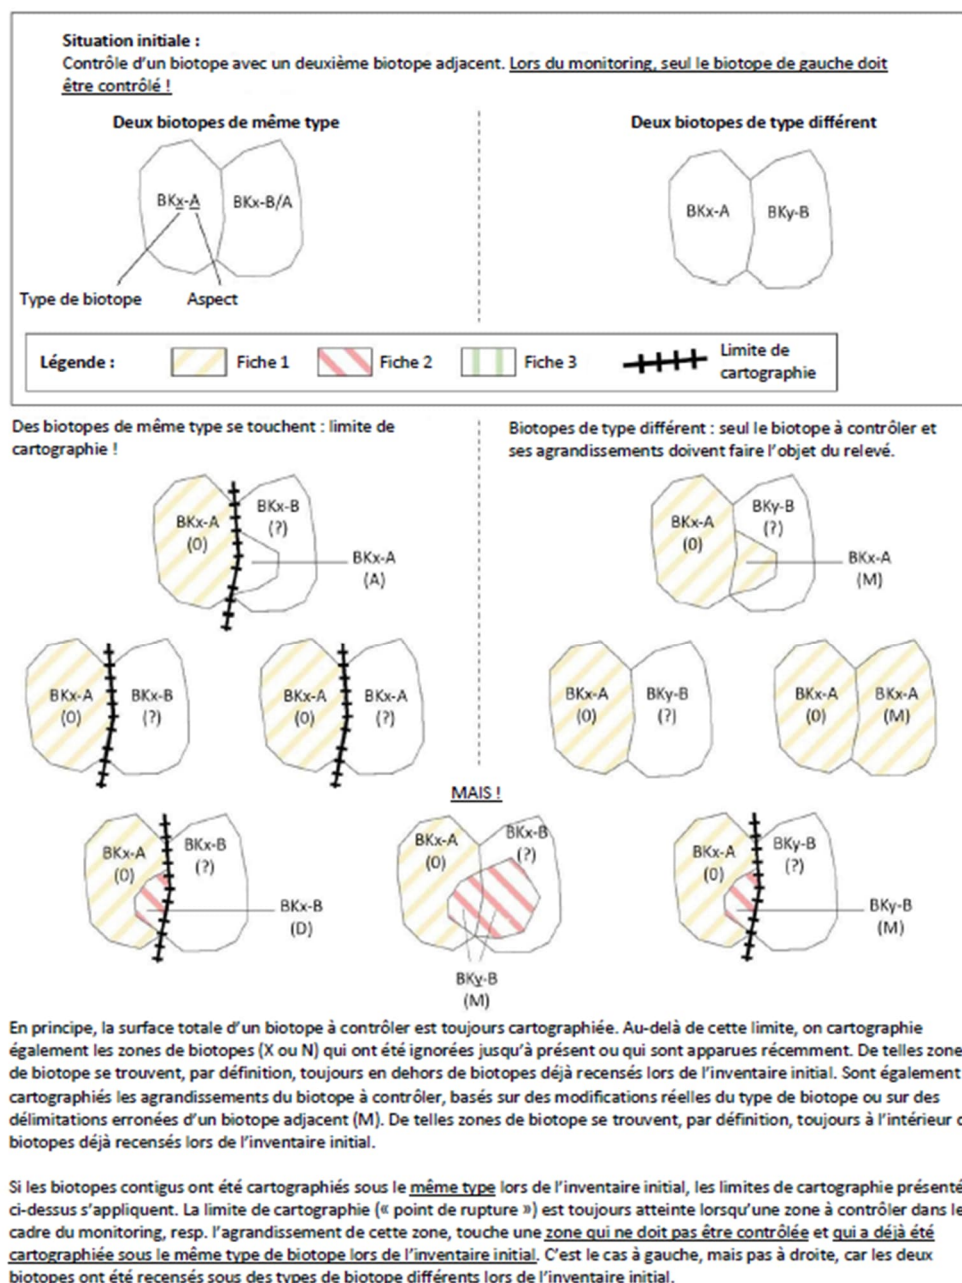 Situation initiale :
Contrôle d'un biotope avec un deuxième biotope adjacent. Lors du monitoring, seul le biotope de gauche doit
être contrôlé !
Deux biotopes de même type
Deux biotopes de type différent
BKx-A
BKx-B/A
BKx-A
BKy-B
Type de biotope
Aspect
Légende :
Fiche 1
Fiche 2
Fiche 3
Limite de
cartographie
Des biotopes de même type se touchent : limite de
cartographie !
Biotopes de type différent : seul le biotope à contrôler et
ses agrandissements doivent faire l'objet du relevé.
BKx-A
(0)
BKx-B
(?)
BKx-A
(A)
BKx-A
(0)
BKy-B
(?)
BKx-A
(M)
BKx-A
(0)
BKx-B
(?)
BKx-A
(0)
BKx-A
(?)
BKx-A
(0)
BKy-B
(?)
BKx-A
(0)
BKx-A
(M)
MAIS !
BKx-A
(0)
BKx-B
(?)
BKx-B
(D)
BKx-A
(0)
BKx-B
(?)
BKy-B
(M)
BKx-A
(0)
BKy-B
(?)
BKy-B
(M)
En principe, la surface totale d'un biotope à contrôler est toujours cartographiée. Au-delà de cette limite, on cartographie
également les zones de biotopes (X ou N) qui ont été ignorées jusqu'à présent ou qui sont apparues récemment. De telles zone
de biotope se trouvent, par définition, toujours en dehors de biotopes déjà recensés lors de l'inventaire initial. Sont également
cartographiés les agrandissements du biotope à contrôler, basés sur des modifications réelles du type de biotope ou sur des
délimitations erronées d'un biotope adjacent (M). De telles zones de biotope se trouvent, par définition, toujours à l'intérieur
biotopes déjà recensés lors de l'inventaire initial.
Si les biotopes contigus ont été cartographiés sous le même type lors de l'inventaire initial, les limites de cartographie présenté
ci-dessus s'appliquent. La limite de cartographie (« point de rupture ») est toujours atteinte lorsqu'une zone à contrôler dans le
cadre du monitoring, resp. l'agrandissement de cette zone, touche une zone qui ne doit pas être contrôlée et qui a déjà été
cartographiée sous le même type de biotope lors de l'inventaire initial. C'est le cas à gauche, mais pas à droite, car les deux
biotopes ont été recensés sous des types de biotope différents lors de l'inventaire initial.